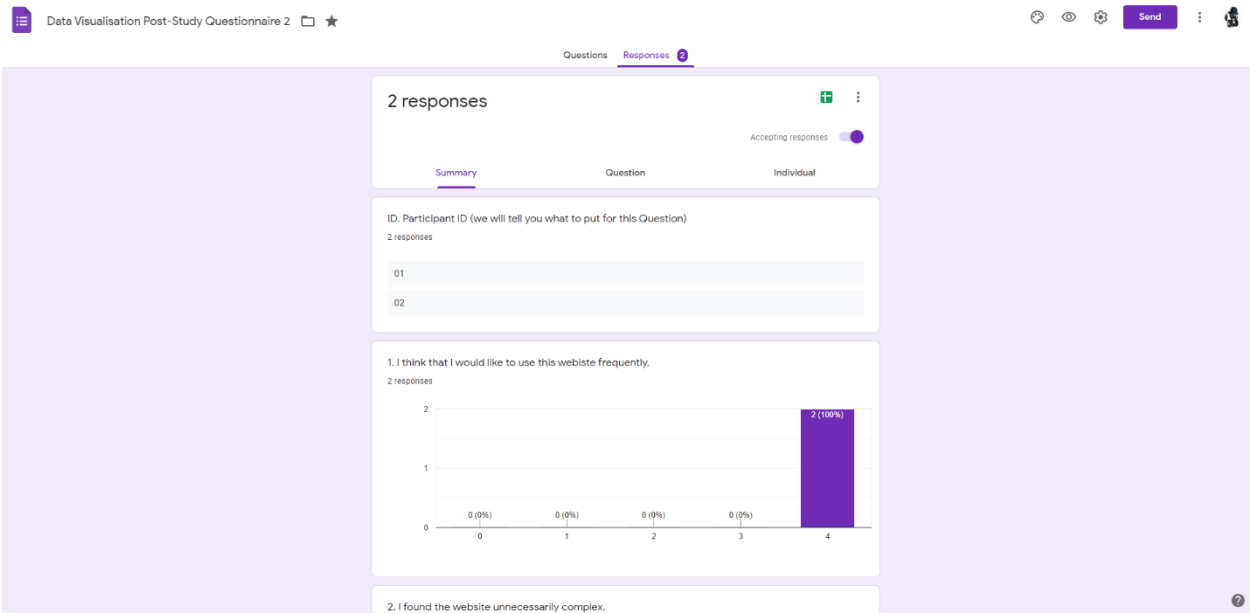 Data Visualisation Post-Study Questionnaire 2
Send
Questions Responses 2
2 responses
Accepting responses
Summary Question Individual
ID. Participant ID (we will tell you what to put for this Question)
2 responses
01
02
1. I think that I would like to use this webiste frequently.
2 responses
2
2 (100%)
1
0 (0%) 0 (0%) 0 (0%) 0 (0%)
0
0 1 2 3 4
2. I found the website unnecessarily complex.
?